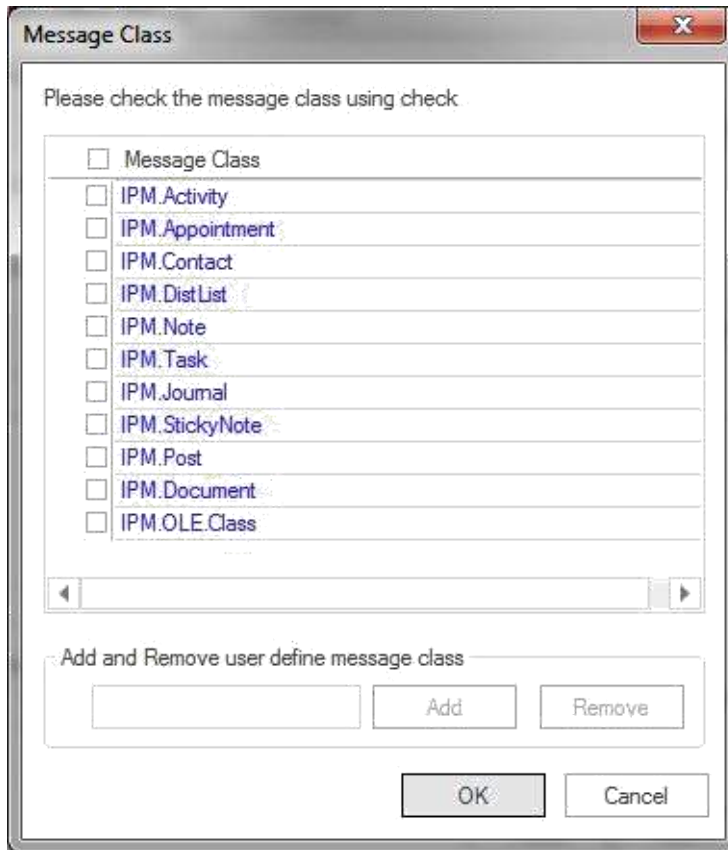 Message Class
Please check the message class using check
Message Class
IPM.Activity
IPM.Appointment
IPM.Contact
IPM.DistList
IPM.Note
IPM.Task
IPM.Journal
IPM.StickyNote
IPM.Post
IPM.Document
IPM.OLE.Class
Add and Remove user define message class
Add Remove
OK Cancel